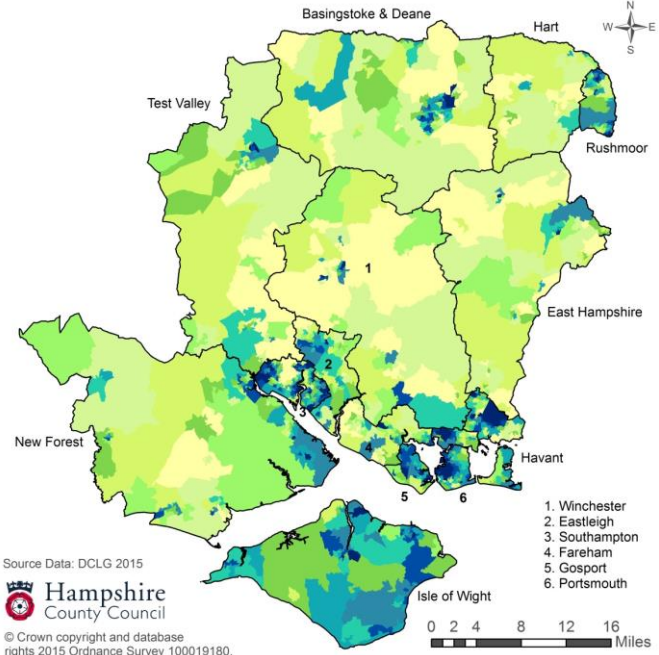 Basingstoke & Deane
Hart
N
W E
S
Test Valley
Rushmoor
1
East Hampshire
2
3
New Forest
4
Havant
5
6
1. Winchester
2. Eastleigh
3. Southampton
4. Fareham
5. Gosport
6. Portsmouth
Source Data: DCLG 2015
Hampshire
County Council
Isle of Wight
© Crown copyright and database
rights 2015 Ordnance Survey 100019180.
0 2 4 8 12 16
Miles